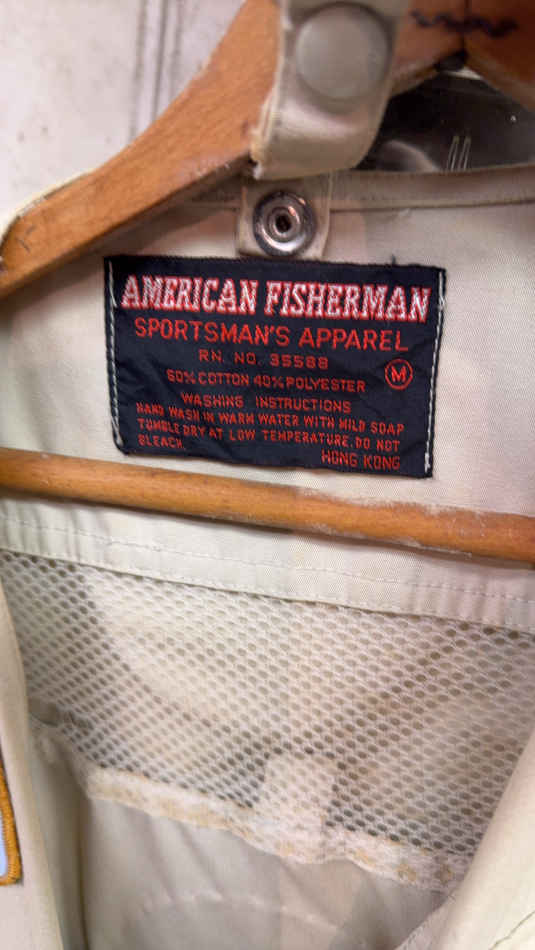 AMERICAN FISHERMAN
SPORTSMAN'S APPAREL
RN. NO. 35588
M
60% COTTON 40% POLYESTER
WASHING INSTRUCTIONS
HAND WASH IN WARM WATER WITH MILD SOAP
TUMBLE DRY AT LOW TEMPERATURE. DO NOT
BLEACH.
HONG KONG